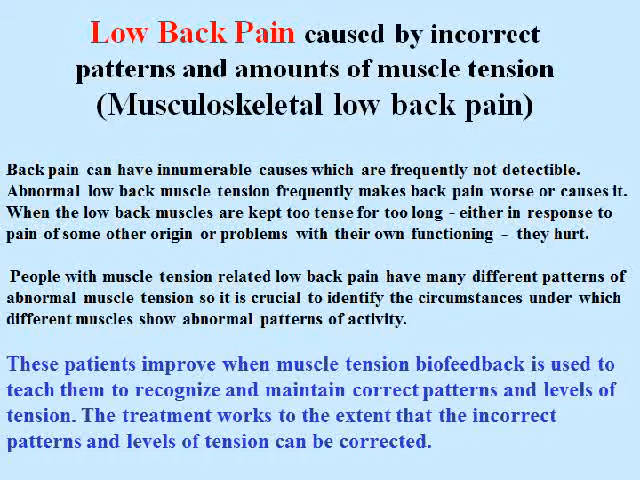 Low Back Pain caused by incorrect
patterns and amounts of muscle tension
(Musculoskeletal low back pain)
Back pain can have innumerable causes which are frequently not detectible.
Abnormal low back muscle tension frequently makes back pain worse or causes it.
When the low back muscles are kept too tense for too long - either in response to
pain of some other origin or problems with their own functioning – they hurt.
People with muscle tension related low back pain have many different patterns of
abnormal muscle tension so it is crucial to identify the circumstances under which
different muscles show abnormal patterns of activity.
These patients improve when muscle tension biofeedback is used to
teach them to recognize and maintain correct patterns and levels of
tension. The treatment works to the extent that the incorrect
patterns and levels of tension can be corrected.